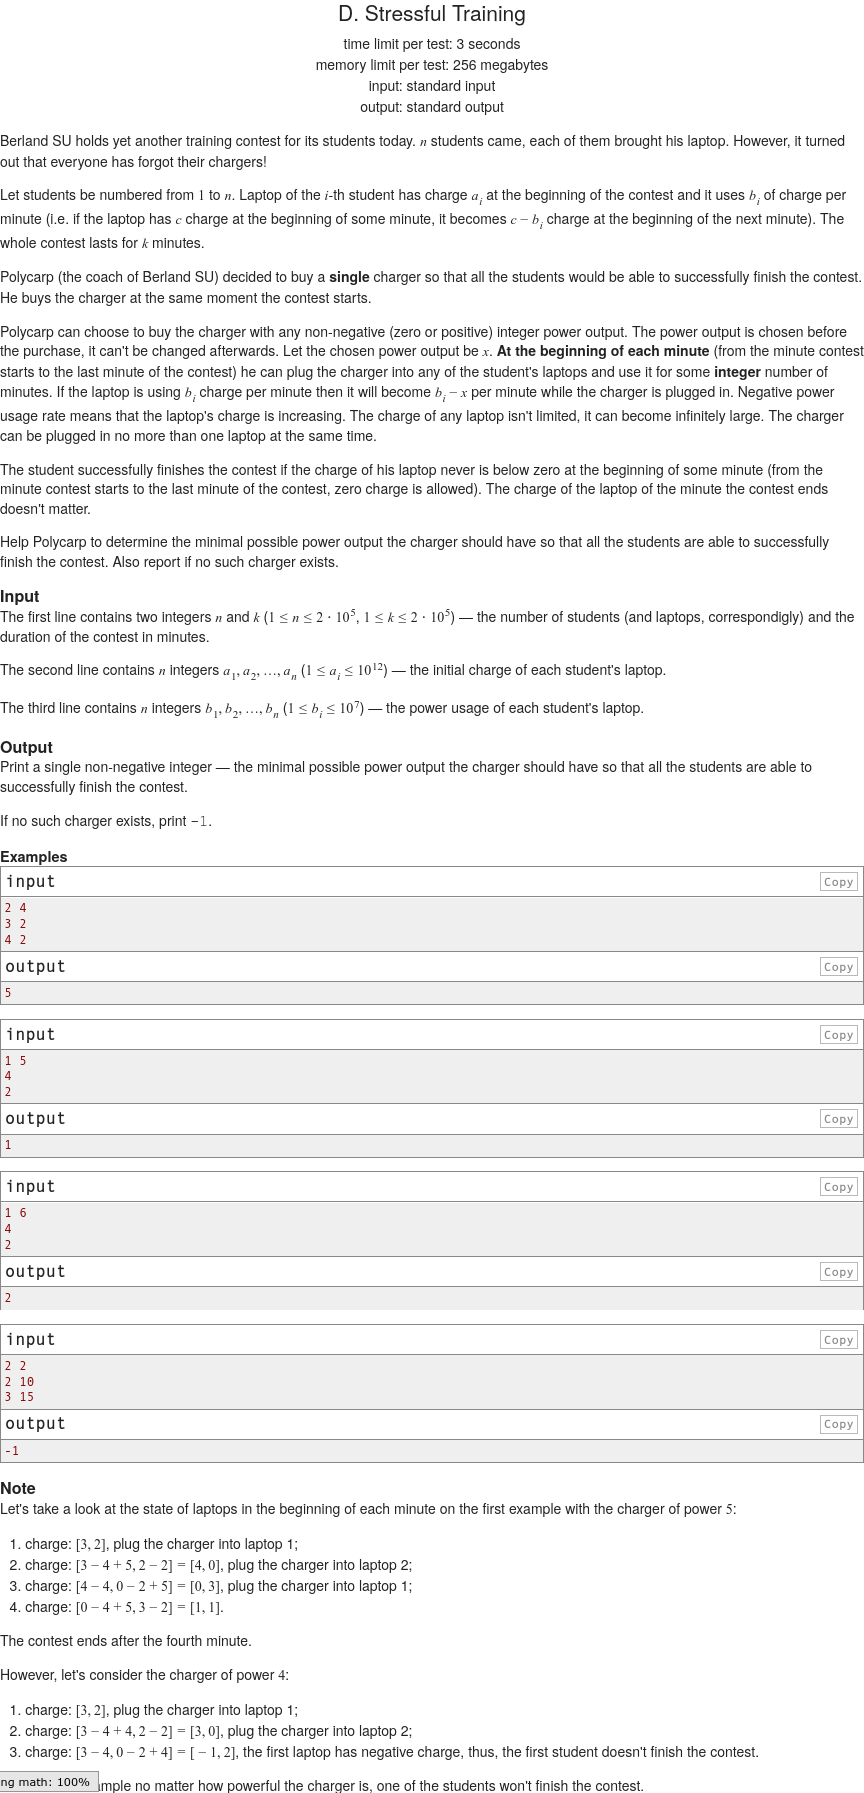 D. Stressful Training
time limit per test: 3 seconds
memory limit per test: 256 megabytes
input: standard input
output: standard output
Berland SU holds yet another training contest for its students today. n students came, each of them brought his laptop. However, it turned
out that everyone has forgot their chargers!
Let students be numbered from 1 to n. Laptop of the i-th student has charge a_i at the beginning of the contest and it uses b_i of charge per
minute (i.e. if the laptop has c charge at the beginning of some minute, it becomes c − b_i charge at the beginning of the next minute). The
whole contest lasts for k minutes.
Polycarp (the coach of Berland SU) decided to buy a single charger so that all the students would be able to successfully finish the contest.
He buys the charger at the same moment the contest starts.
Polycarp can choose to buy the charger with any non-negative (zero or positive) integer power output. The power output is chosen before
the purchase, it can't be changed afterwards. Let the chosen power output be x. At the beginning of each minute (from the minute contest
starts to the last minute of the contest) he can plug the charger into any of the student's laptops and use it for some integer number of
minutes. If the laptop is using b_i charge per minute then it will become b_i − x per minute while the charger is plugged in. Negative power
usage rate means that the laptop's charge is increasing. The charge of any laptop isn't limited, it can become infinitely large. The charger
can be plugged in no more than one laptop at the same time.
The student successfully finishes the contest if the charge of his laptop never is below zero at the beginning of some minute (from the
minute contest starts to the last minute of the contest, zero charge is allowed). The charge of the laptop of the minute the contest ends
doesn't matter.
Help Polycarp to determine the minimal possible power output the charger should have so that all the students are able to successfully
finish the contest. Also report if no such charger exists.
Input
The first line contains two integers n and k (1 ≤ n ≤ 2 · 10^5, 1 ≤ k ≤ 2 · 10^5) — the number of students (and laptops, correspondigly) and the
duration of the contest in minutes.
The second line contains n integers a_1, a_2, …, a_n (1 ≤ a_i ≤ 10^12) — the initial charge of each student's laptop.
The third line contains n integers b_1, b_2, …, b_n (1 ≤ b_i ≤ 10^7) — the power usage of each student's laptop.
Output
Print a single non-negative integer — the minimal possible power output the charger should have so that all the students are able to
successfully finish the contest.
If no such charger exists, print -1.
Examples
input Copy
2 4
3 2
4 2
output Copy
5
input Copy
1 5
4
2
output Copy
1
input Copy
1 6
4
2
output Copy
2
input Copy
2 2
2 10
3 15
output Copy
-1
Note
Let's take a look at the state of laptops in the beginning of each minute on the first example with the charger of power 5:
1. charge: [3, 2], plug the charger into laptop 1;
2. charge: [3 − 4 + 5, 2 − 2] = [4, 0], plug the charger into laptop 2;
3. charge: [4 − 4, 0 − 2 + 5] = [0, 3], plug the charger into laptop 1;
4. charge: [0 − 4 + 5, 3 − 2] = [1, 1].
The contest ends after the fourth minute.
However, let's consider the charger of power 4:
1. charge: [3, 2], plug the charger into laptop 1;
2. charge: [3 − 4 + 4, 2 − 2] = [3, 0], plug the charger into laptop 2;
3. charge: [3 − 4, 0 − 2 + 4] = [ − 1, 2], the first laptop has negative charge, thus, the first student doesn't finish the contest.
ng math: 100% mple no matter how powerful the charger is, one of the students won't finish the contest.